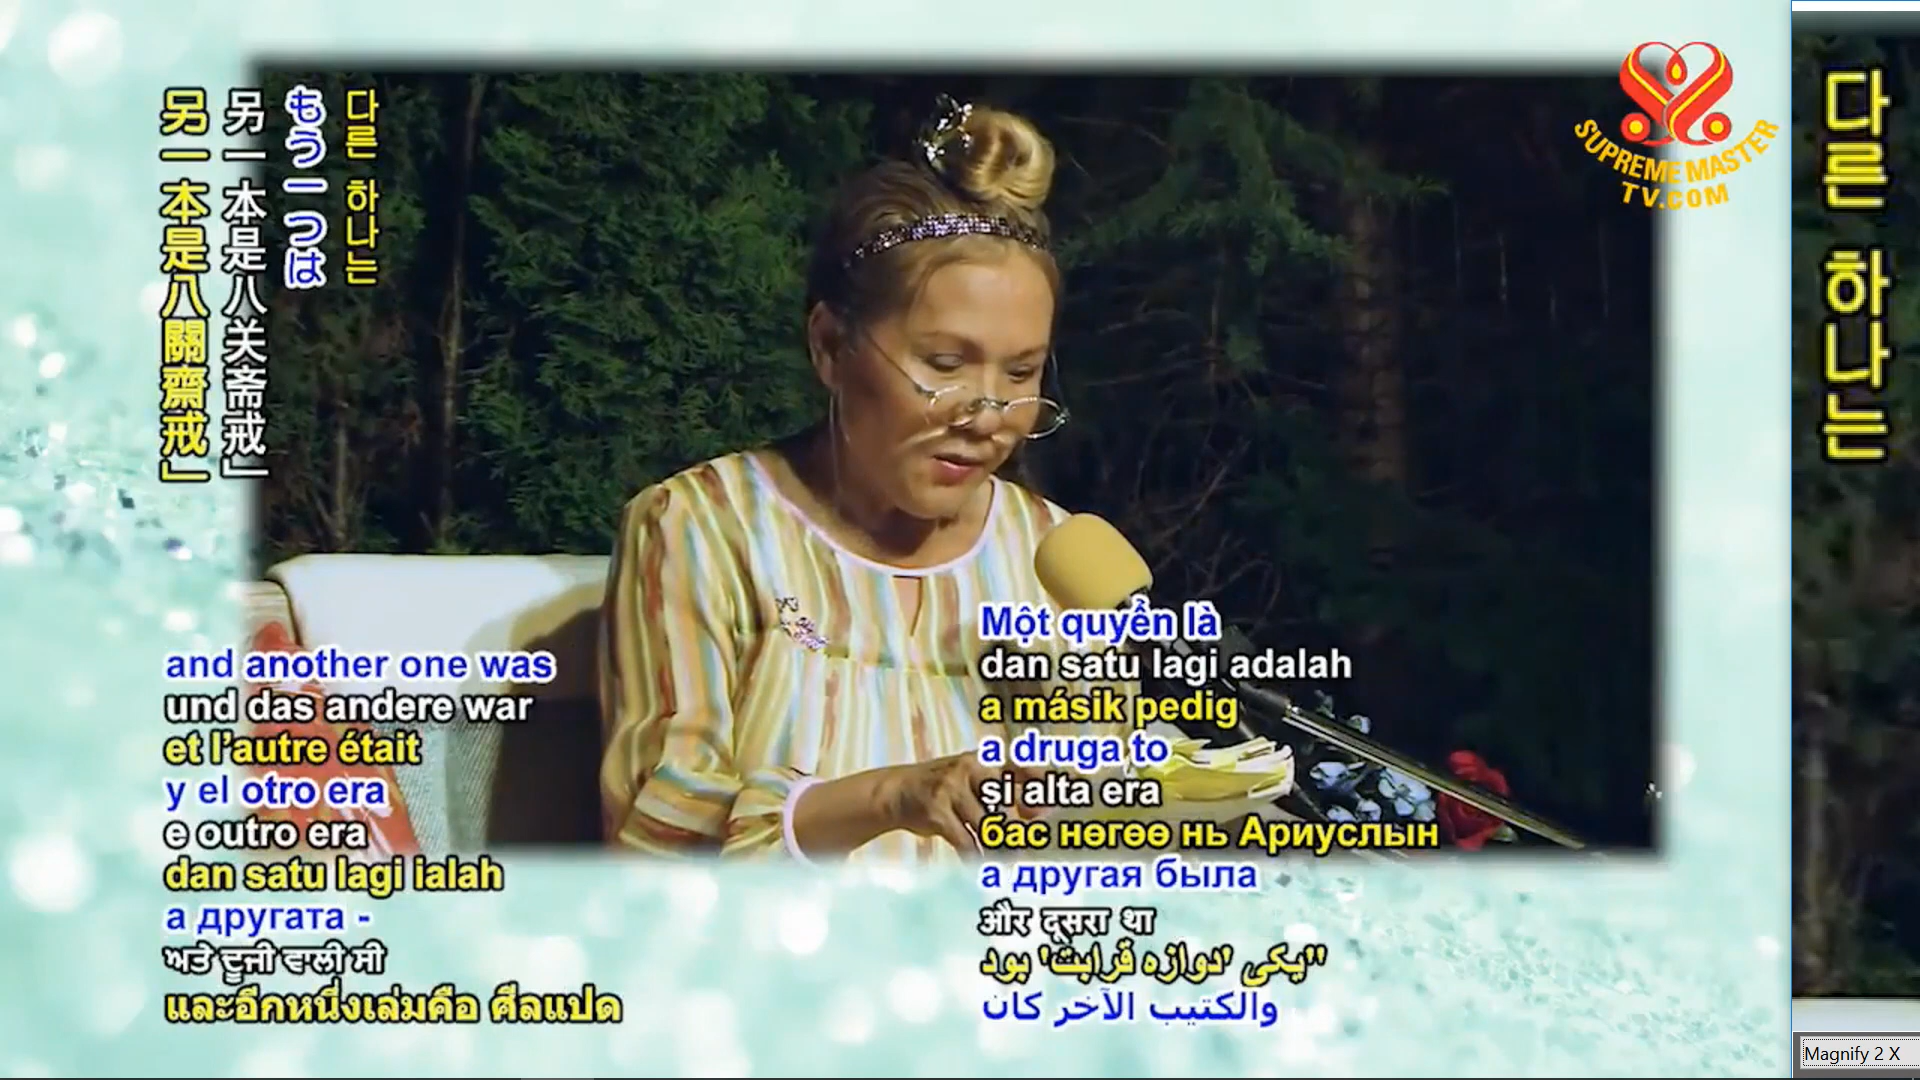 다른 하나는
もう一つは
另一本是八关斋戒」
另一本是八關齋戒」
SUPREME MASTER
TV.COM
and another one was
und das andere war
et l’autre était
y el otro era
e outro era
dan satu lagi ialah
а другата -
ਅਤੇ ਦੂਜੀ ਵਾਲੀ ਸੀ
และอีกหนึ่งเล่มคือ ศีลแปด
Một quyển là
dan satu lagi adalah
a másik pedig
a druga to
și alta era
бас нөгөө нь Ариуслын
а другая была
और दूसरा था
"یکی 'دوازه قرابت' بود
والكتيب الآخر كان
다른 하나는
Magnify 2 X